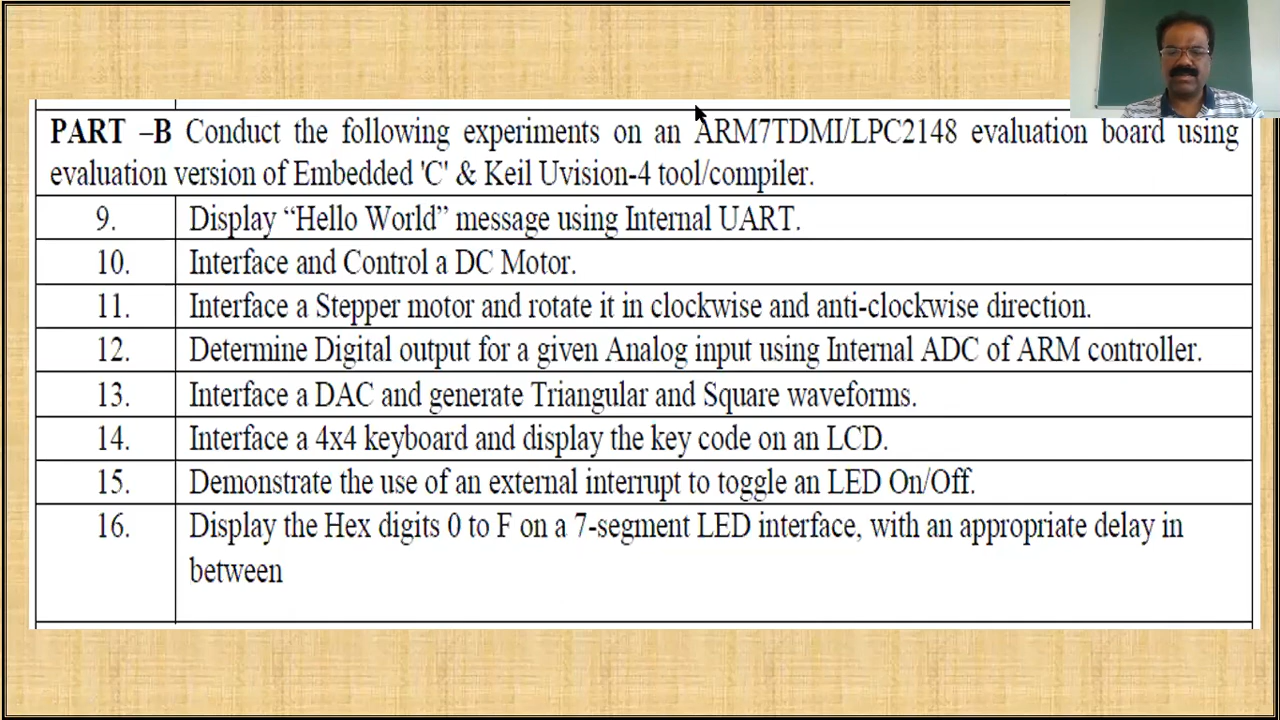 PART –B Conduct the following experiments on an ARM7TDMI/LPC2148 evaluation board using
evaluation version of Embedded 'C' & Keil Uvision-4 tool/compiler.
9. Display “Hello World” message using Internal UART.
10. Interface and Control a DC Motor.
11. Interface a Stepper motor and rotate it in clockwise and anti-clockwise direction.
12. Determine Digital output for a given Analog input using Internal ADC of ARM controller.
13. Interface a DAC and generate Triangular and Square waveforms.
14. Interface a 4x4 keyboard and display the key code on an LCD.
15. Demonstrate the use of an external interrupt to toggle an LED On/Off.
16. Display the Hex digits 0 to F on a 7-segment LED interface, with an appropriate delay in
between